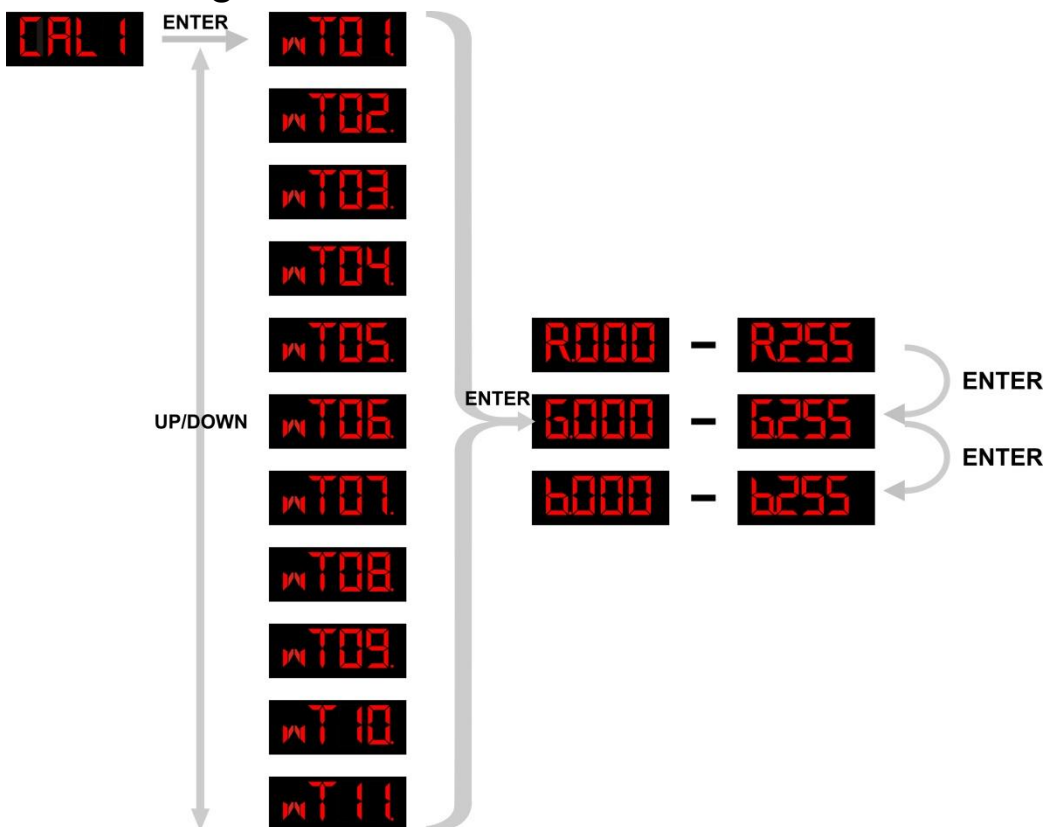 CAL1 ENTER wT01.
wT02.
wT03.
wT04.
wT05.
R.000 - R.255
ENTER
UP/DOWN wT06. ENTER G.000 - G.255
ENTER
wT07. b.000 - b.255
wT08.
wT09.
wT10.
wT11.